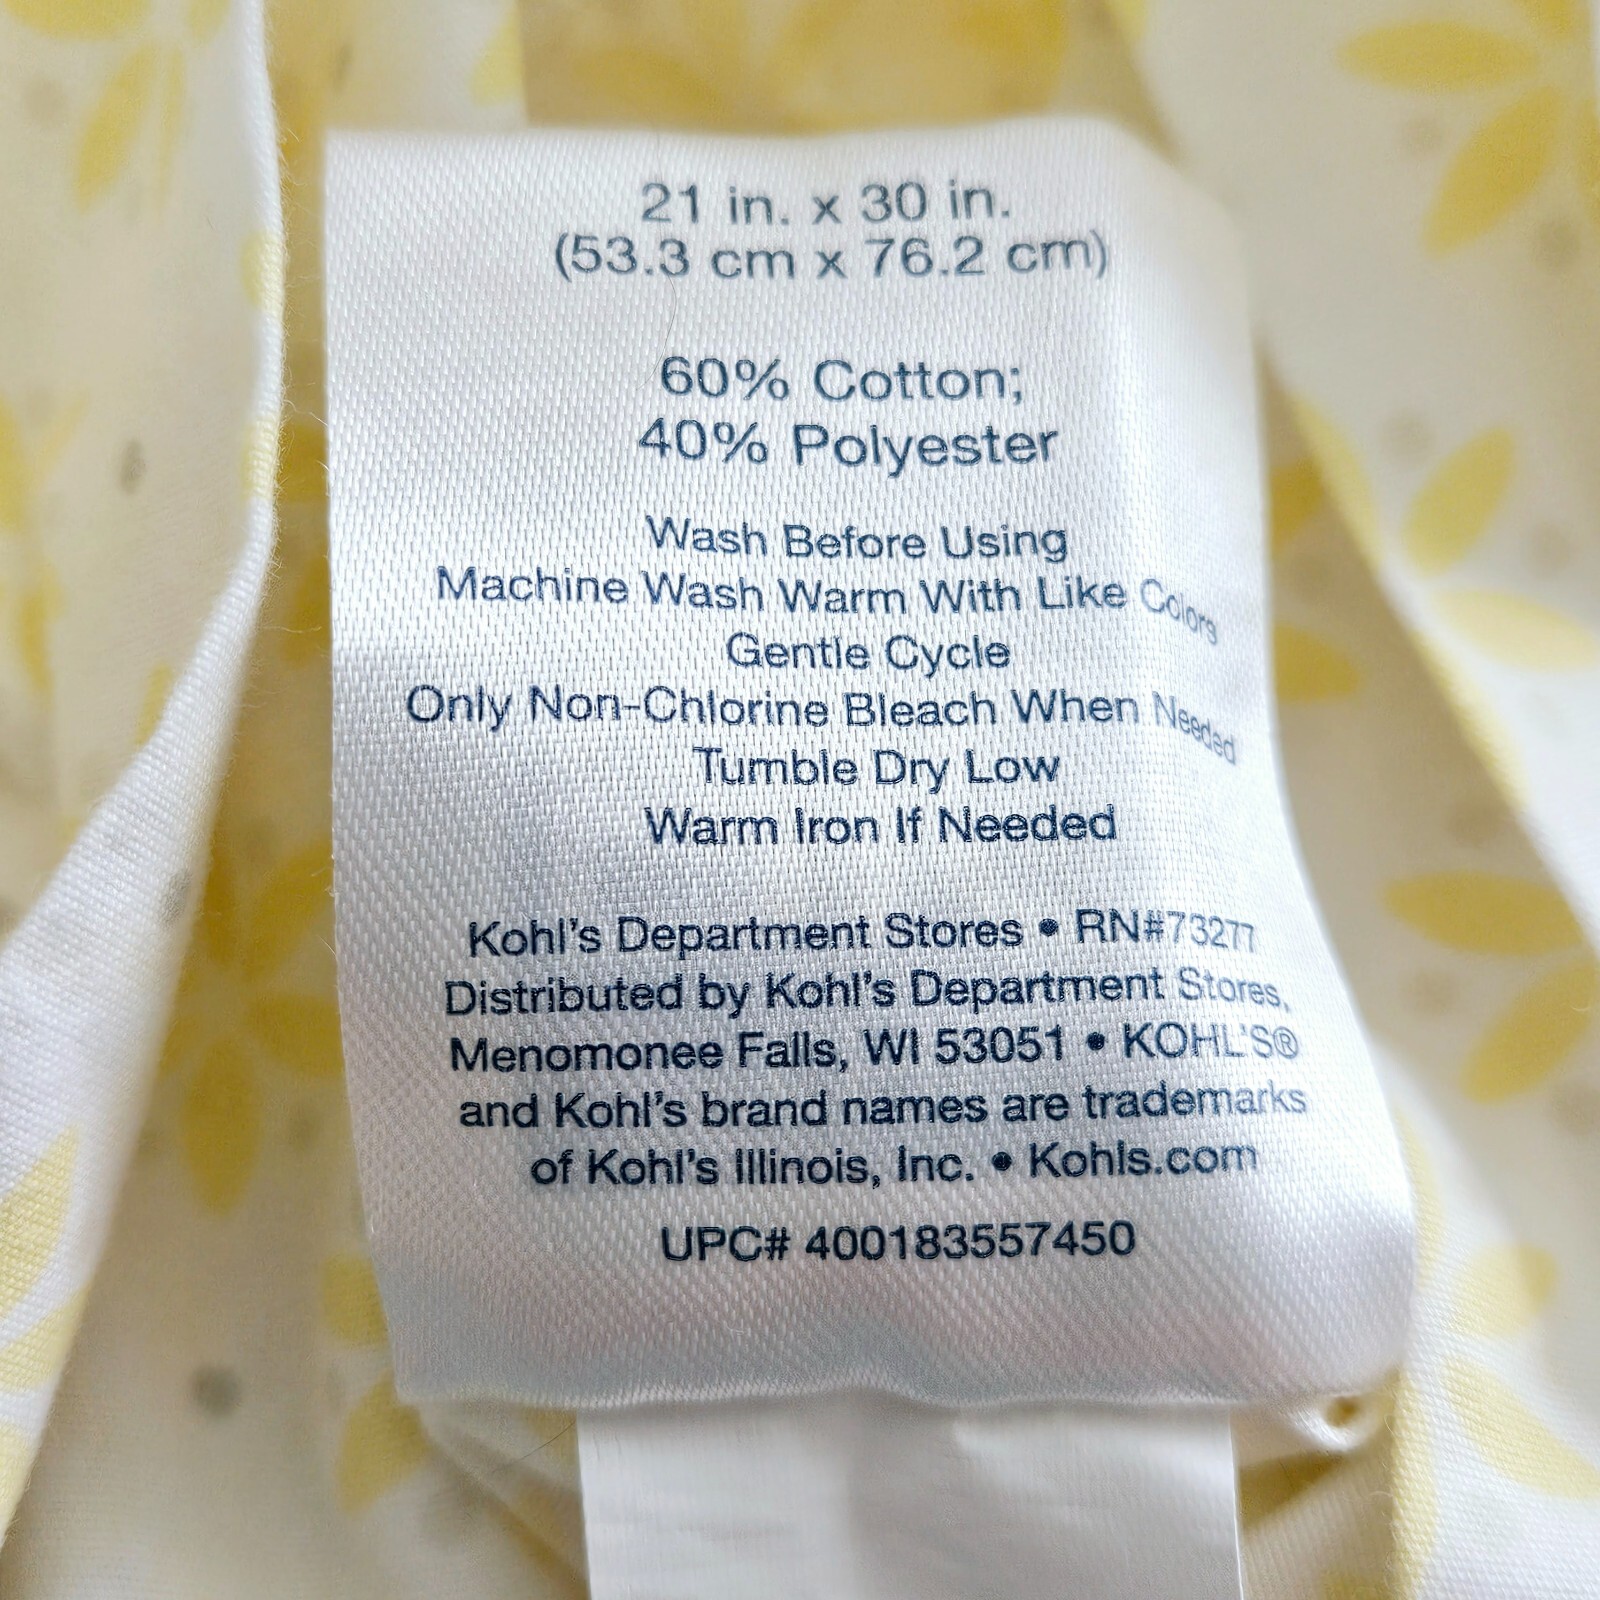 21 in. x 30 in.
(53.3 cm x 76.2 cm)
60% Cotton;
40% Polyester
Wash Before Using
Machine Wash Warm With Like Colors
Gentle Cycle
Only Non-Chlorine Bleach When Needed
Tumble Dry Low
Warm Iron If Needed
Kohl's Department Stores • RN#73277
Distributed by Kohl's Department Stores,
Menomonee Falls, WI 53051 • KOHL'S®
and Kohl's brand names are trademarks
of Kohl's Illinois, Inc. • Kohls.com
UPC# 400183557450